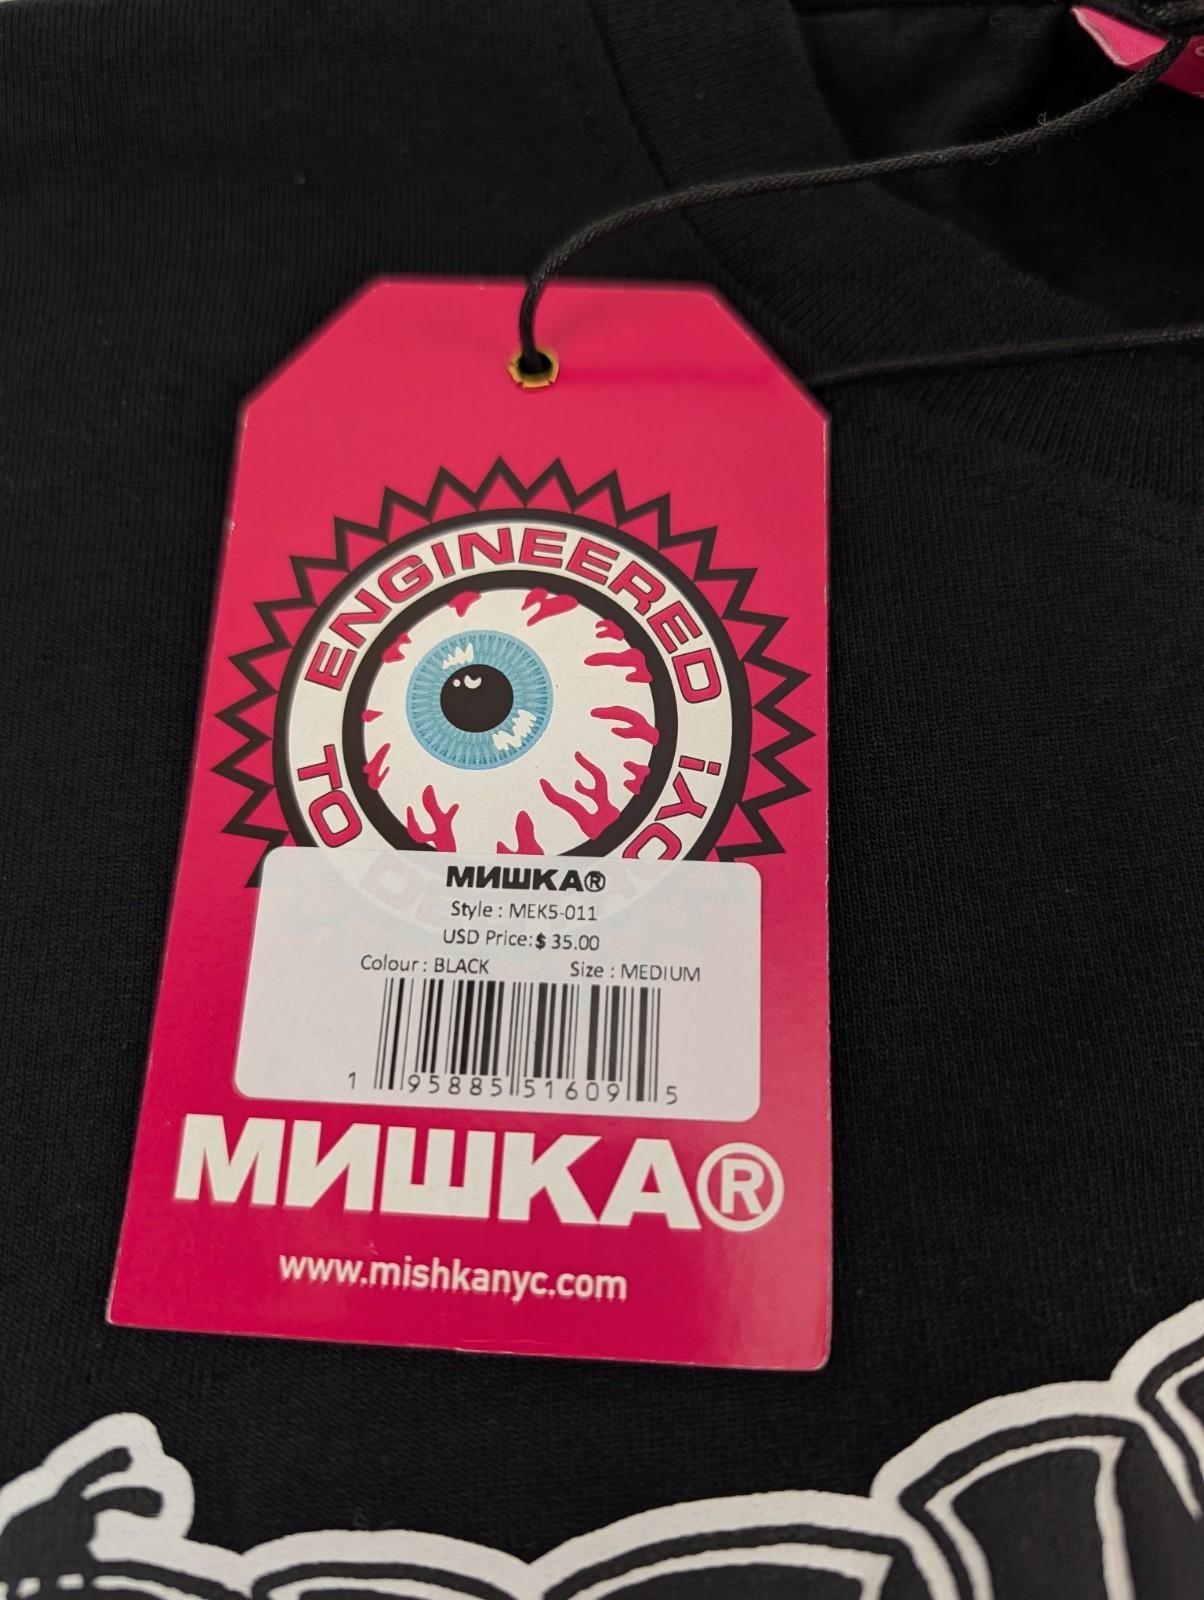 ENGINEERED
TO
МИШКА®
Style : MEK5-011
USD Price:$ 35.00
Colour : BLACK Size : MEDIUM
1 95885 51609 5
МИШКА®
www.mishkanyc.com